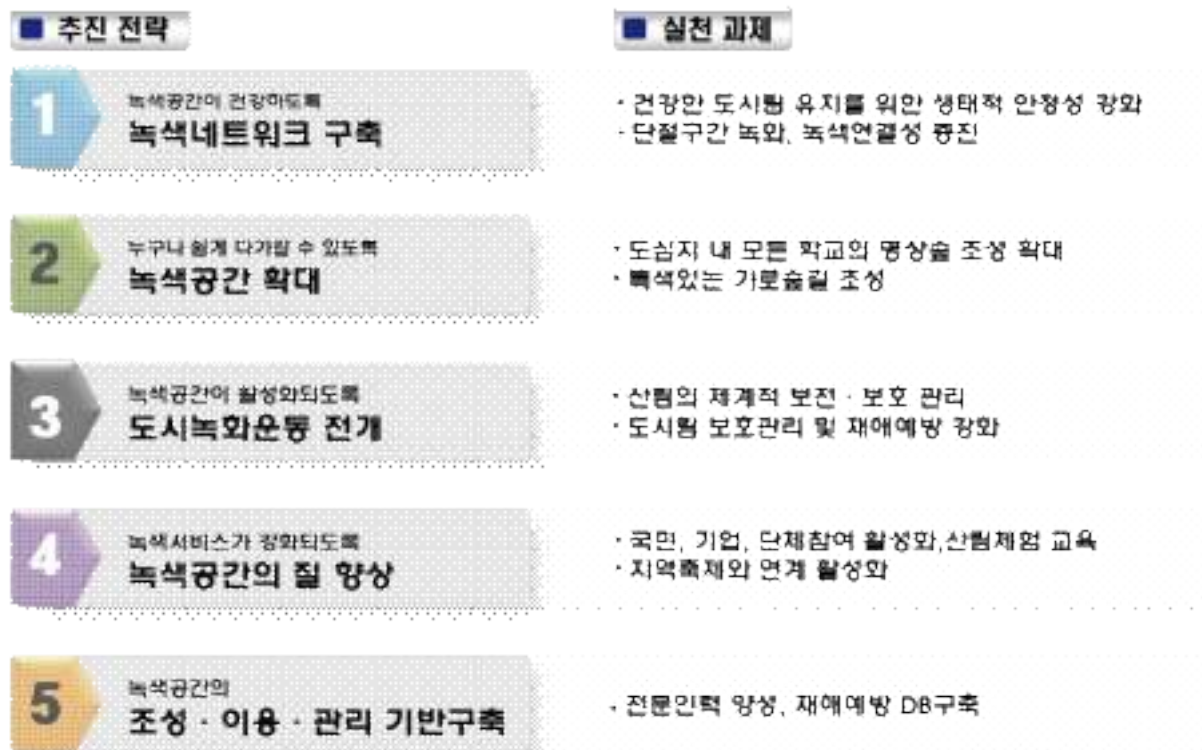 추진 전략
실천 과제
1
녹색공간이 건강하도록
녹색네트워크 구축
· 건강한 도시림 유지를 위한 생태적 안정성 강화
· 단절구간 녹화, 녹색연결성 증진
2
누구나 쉽게 다가갈 수 있도록
녹색공간 확대
· 도심지 내 모든 학교의 명상숲 조성 확대
· 특색있는 가로숲길 조성
3
녹색공간이 활성화되도록
도시녹화운동 전개
· 산림의 체계적 보전 · 보호 관리
· 도시림 보호관리 및 재해예방 강화
4
녹색서비스가 강화되도록
녹색공간의 질 향상
· 국민, 기업, 단체참여 활성화,산림체험 교육
· 지역축제와 연계 활성화
5
녹색공간의
조성 · 이용 · 관리 기반구축
· 전문인력 양성, 재해예방 DB구축